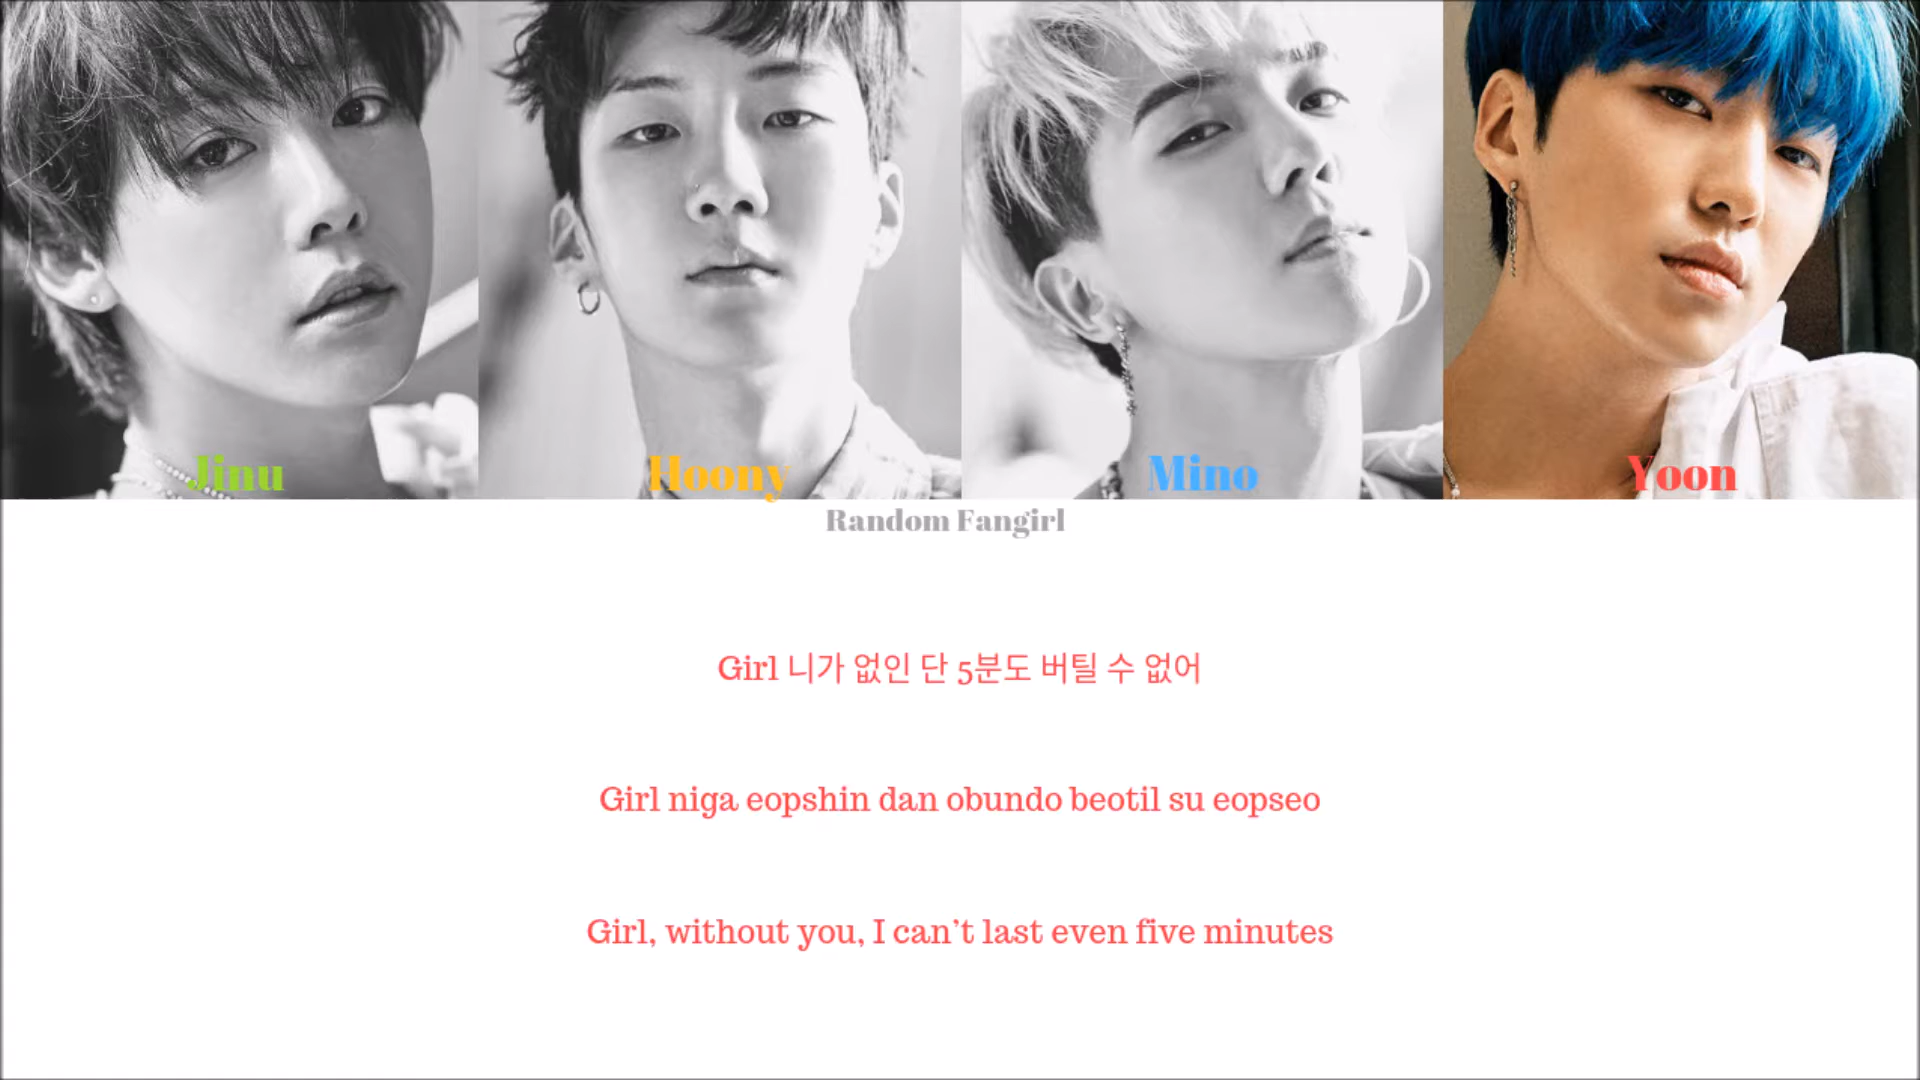 Jinu
Hoony
Mino
Yoon
Random Fangirl
Girl 니가 없인 단 5분도 버틸 수 없어
Girl niga eopshin dan obundo beotil su eopseo
Girl, without you, I can’t last even five minutes